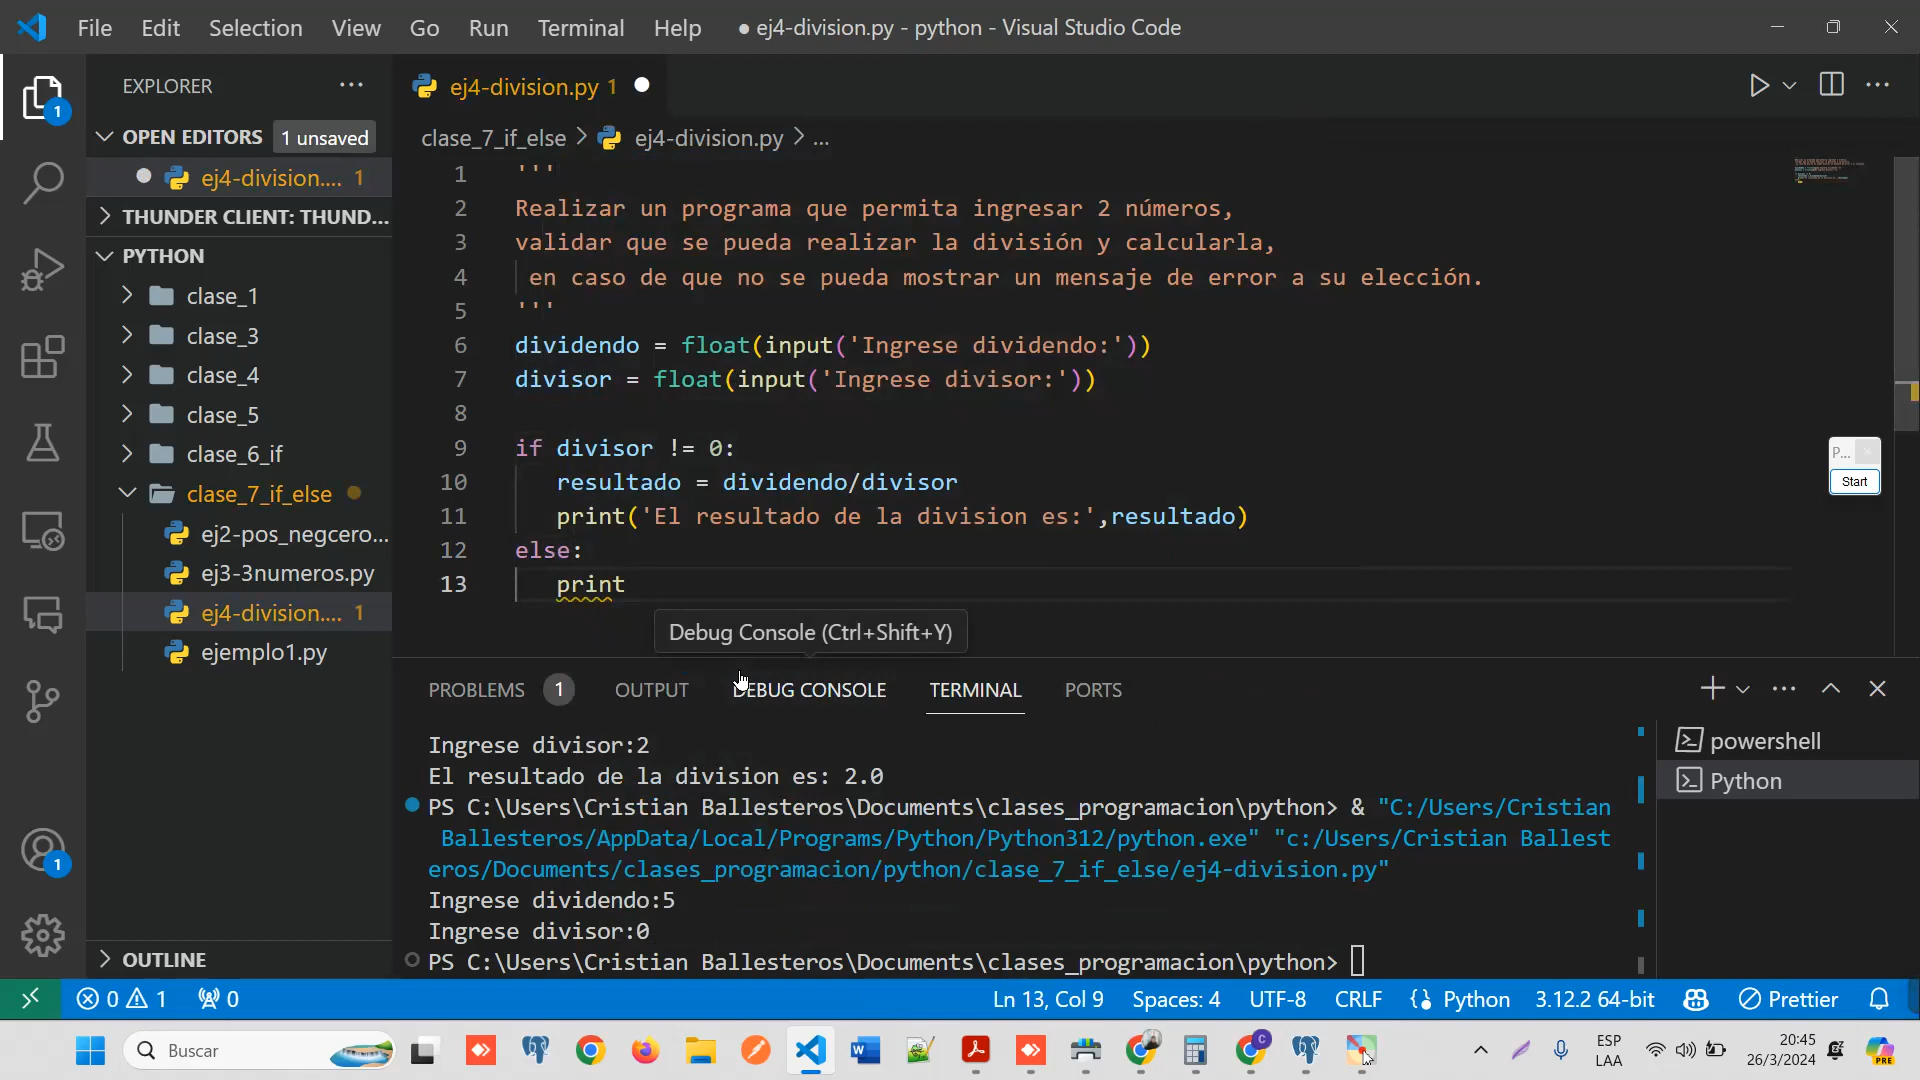 File Edit Selection View Go Run Terminal Help ● ej4-division.py - python - Visual Studio Code
EXPLORER ···
OPEN EDITORS 1 unsaved
ej4-division.... 1
THUNDER CLIENT: THUND...
PYTHON
clase_1
clase_3
clase_4
clase_5
clase_6_if
clase_7_if_else
ej2-pos_negcero...
ej3-3numeros.py
ej4-division.... 1
ejemplo1.py
OUTLINE
1
1
ej4-division.py 1
clase_7_if_else > ej4-division.py > ...
1 '''
2 Realizar un programa que permita ingresar 2 números,
3 validar que se pueda realizar la división y calcularla,
4 en caso de que no se pueda mostrar un mensaje de error a su elección.
5 '''
6 dividendo = float(input('Ingrese dividendo:'))
7 divisor = float(input('Ingrese divisor:'))
8
9 if divisor != 0:
10 resultado = dividendo/divisor
11 print('El resultado de la division es:',resultado)
12 else:
13 print
P...
Start
Debug Console (Ctrl+Shift+Y)
PROBLEMS 1 OUTPUT DEBUG CONSOLE TERMINAL PORTS
Ingrese divisor:2
El resultado de la division es: 2.0
PS C:\Users\Cristian Ballesteros\Documents\clases_programacion\python> & "C:/Users/Cristian
Ballesteros/AppData/Local/Programs/Python/Python312/python.exe" "c:/Users/Cristian Ballest
eros/Documents/clases_programacion/python/clase_7_if_else/ej4-division.py"
Ingrese dividendo:5
Ingrese divisor:0
PS C:\Users\Cristian Ballesteros\Documents\clases_programacion\python>
powershell
Python
0 1 0 Ln 13, Col 9 Spaces: 4 UTF-8 CRLF Python 3.12.2 64-bit Prettier
Buscar
ESP
LAA
20:45
26/3/2024
PRE